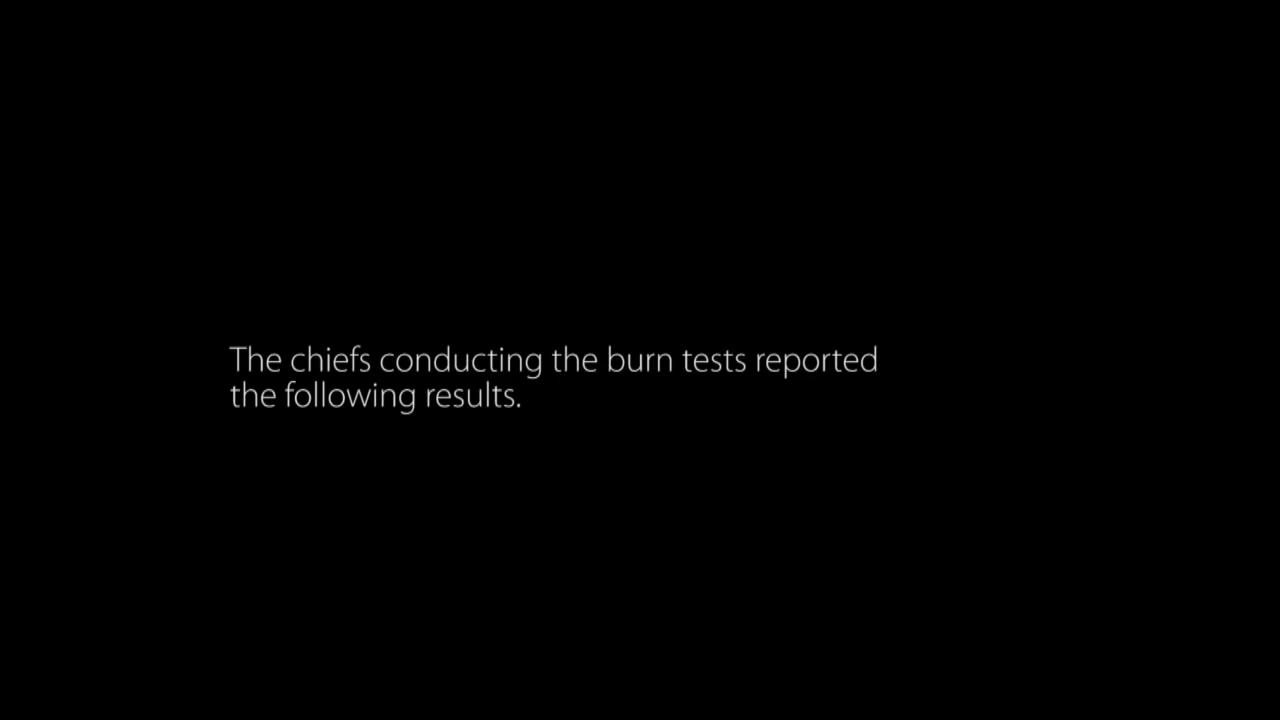 The chiefs conducting the burn tests reported
the following results.